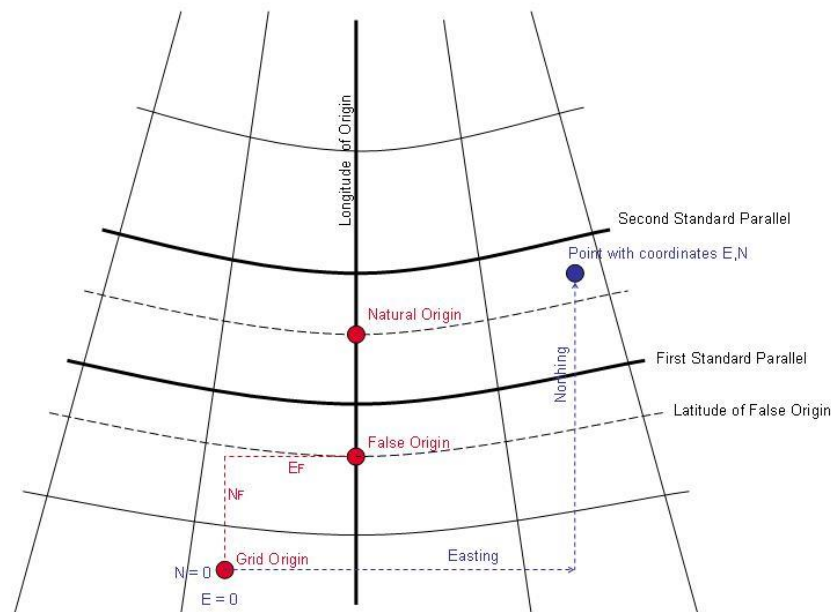 Longitude of Origin
Second Standard Parallel
Point with coordinates E,N
Natural Origin
First Standard Parallel
Northing
Latitude of False Origin
False Origin
EF
NF
Grid Origin
Easting
N = 0
E = 0